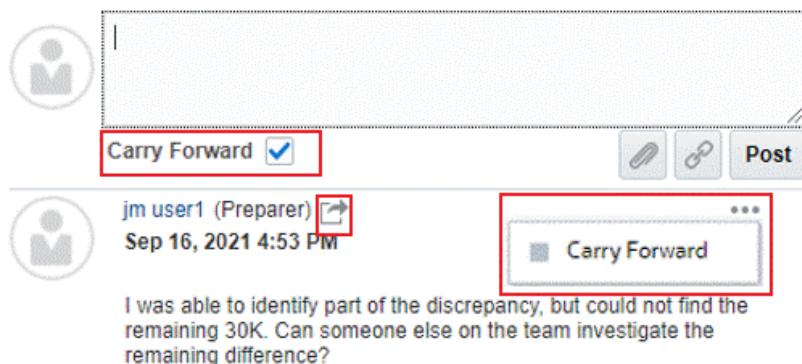 Carry Forward
Post
jm user1 (Preparer)
Sep 16, 2021 4:53 PM
Carry Forward
I was able to identify part of the discrepancy, but could not find the
remaining 30K. Can someone else on the team investigate the
remaining difference?